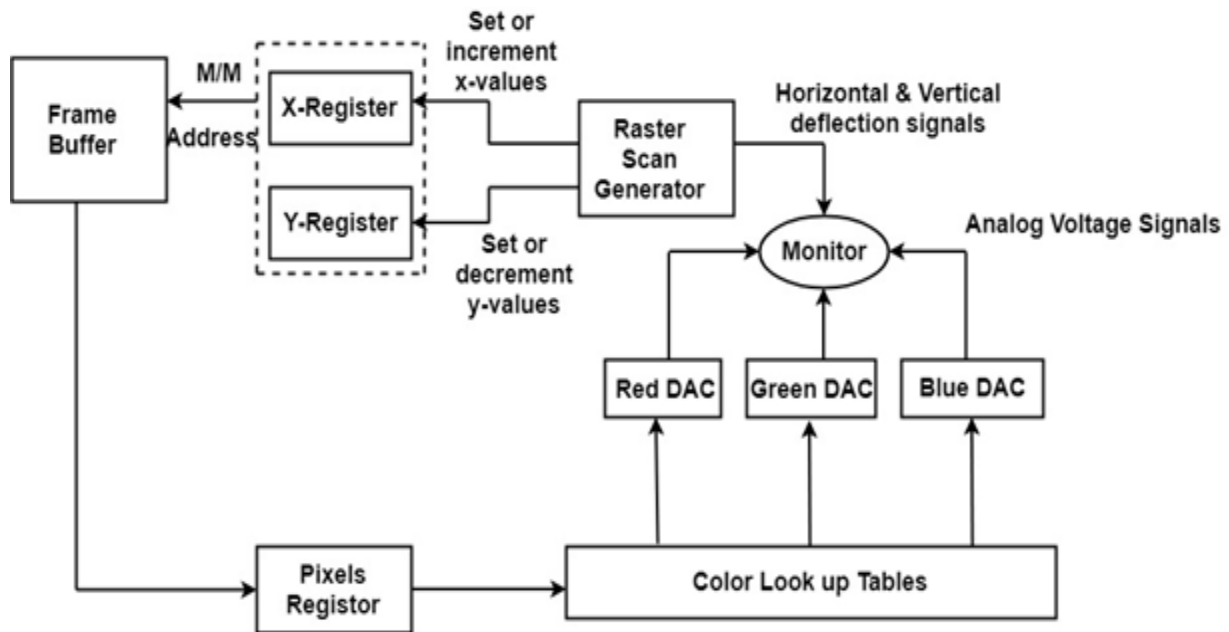 Frame
Buffer
M/M
Address
X-Register
Y-Register
Set or
increment
x-values
Set or
decrement
y-values
Raster
Scan
Generator
Horizontal & Vertical
deflection signals
Monitor
Analog Voltage Signals
Red DAC
Green DAC
Blue DAC
Pixels
Registor
Color Look up Tables